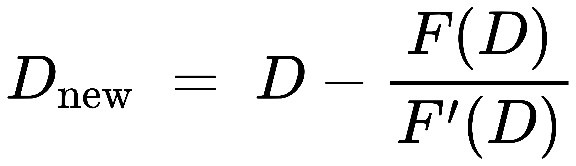 D_new = D − F(D) / F′(D)